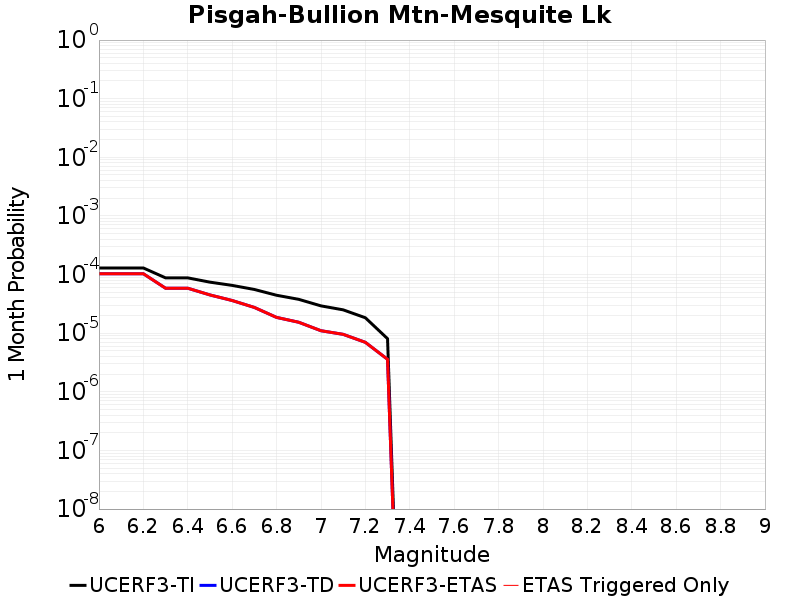 Pisgah-Bullion Mtn-Mesquite Lk
10^0
10^-1
10^-2
10^-3
10^-4
10^-5
10^-6
10^-7
10^-8
1 Month Probability
6 6.2 6.4 6.6 6.8 7 7.2 7.4 7.6 7.8 8 8.2 8.4 8.6 8.8 9
Magnitude
UCERF3-TI UCERF3-TD UCERF3-ETAS ETAS Triggered Only